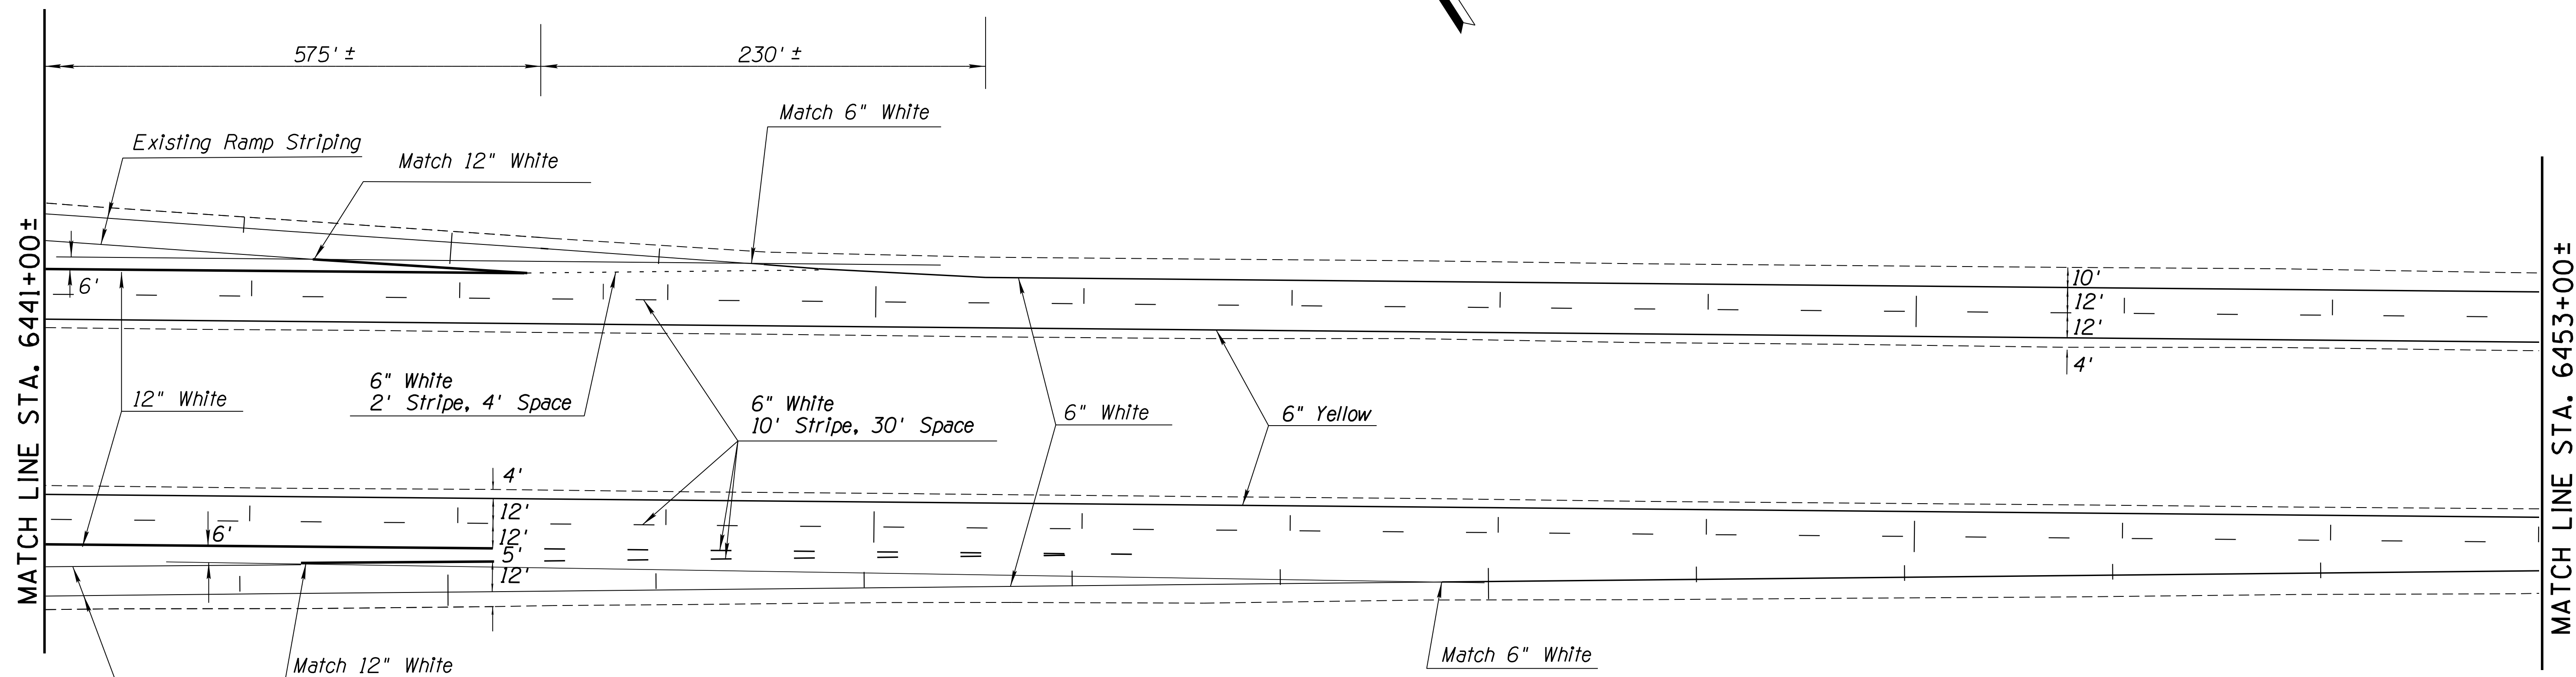 575' ±
230' ±
Match 6" White
Existing Ramp Striping
Match 12" White
MATCH LINE STA. 6441+00±
6'
10'
12'
12'
4'
MATCH LINE STA. 6453+00±
12" White
6" White
2' Stripe, 4' Space
6" White
10' Stripe, 30' Space
6" White
6" Yellow
4'
12'
12'
5'
12'
6'
Match 12" White
Match 6" White